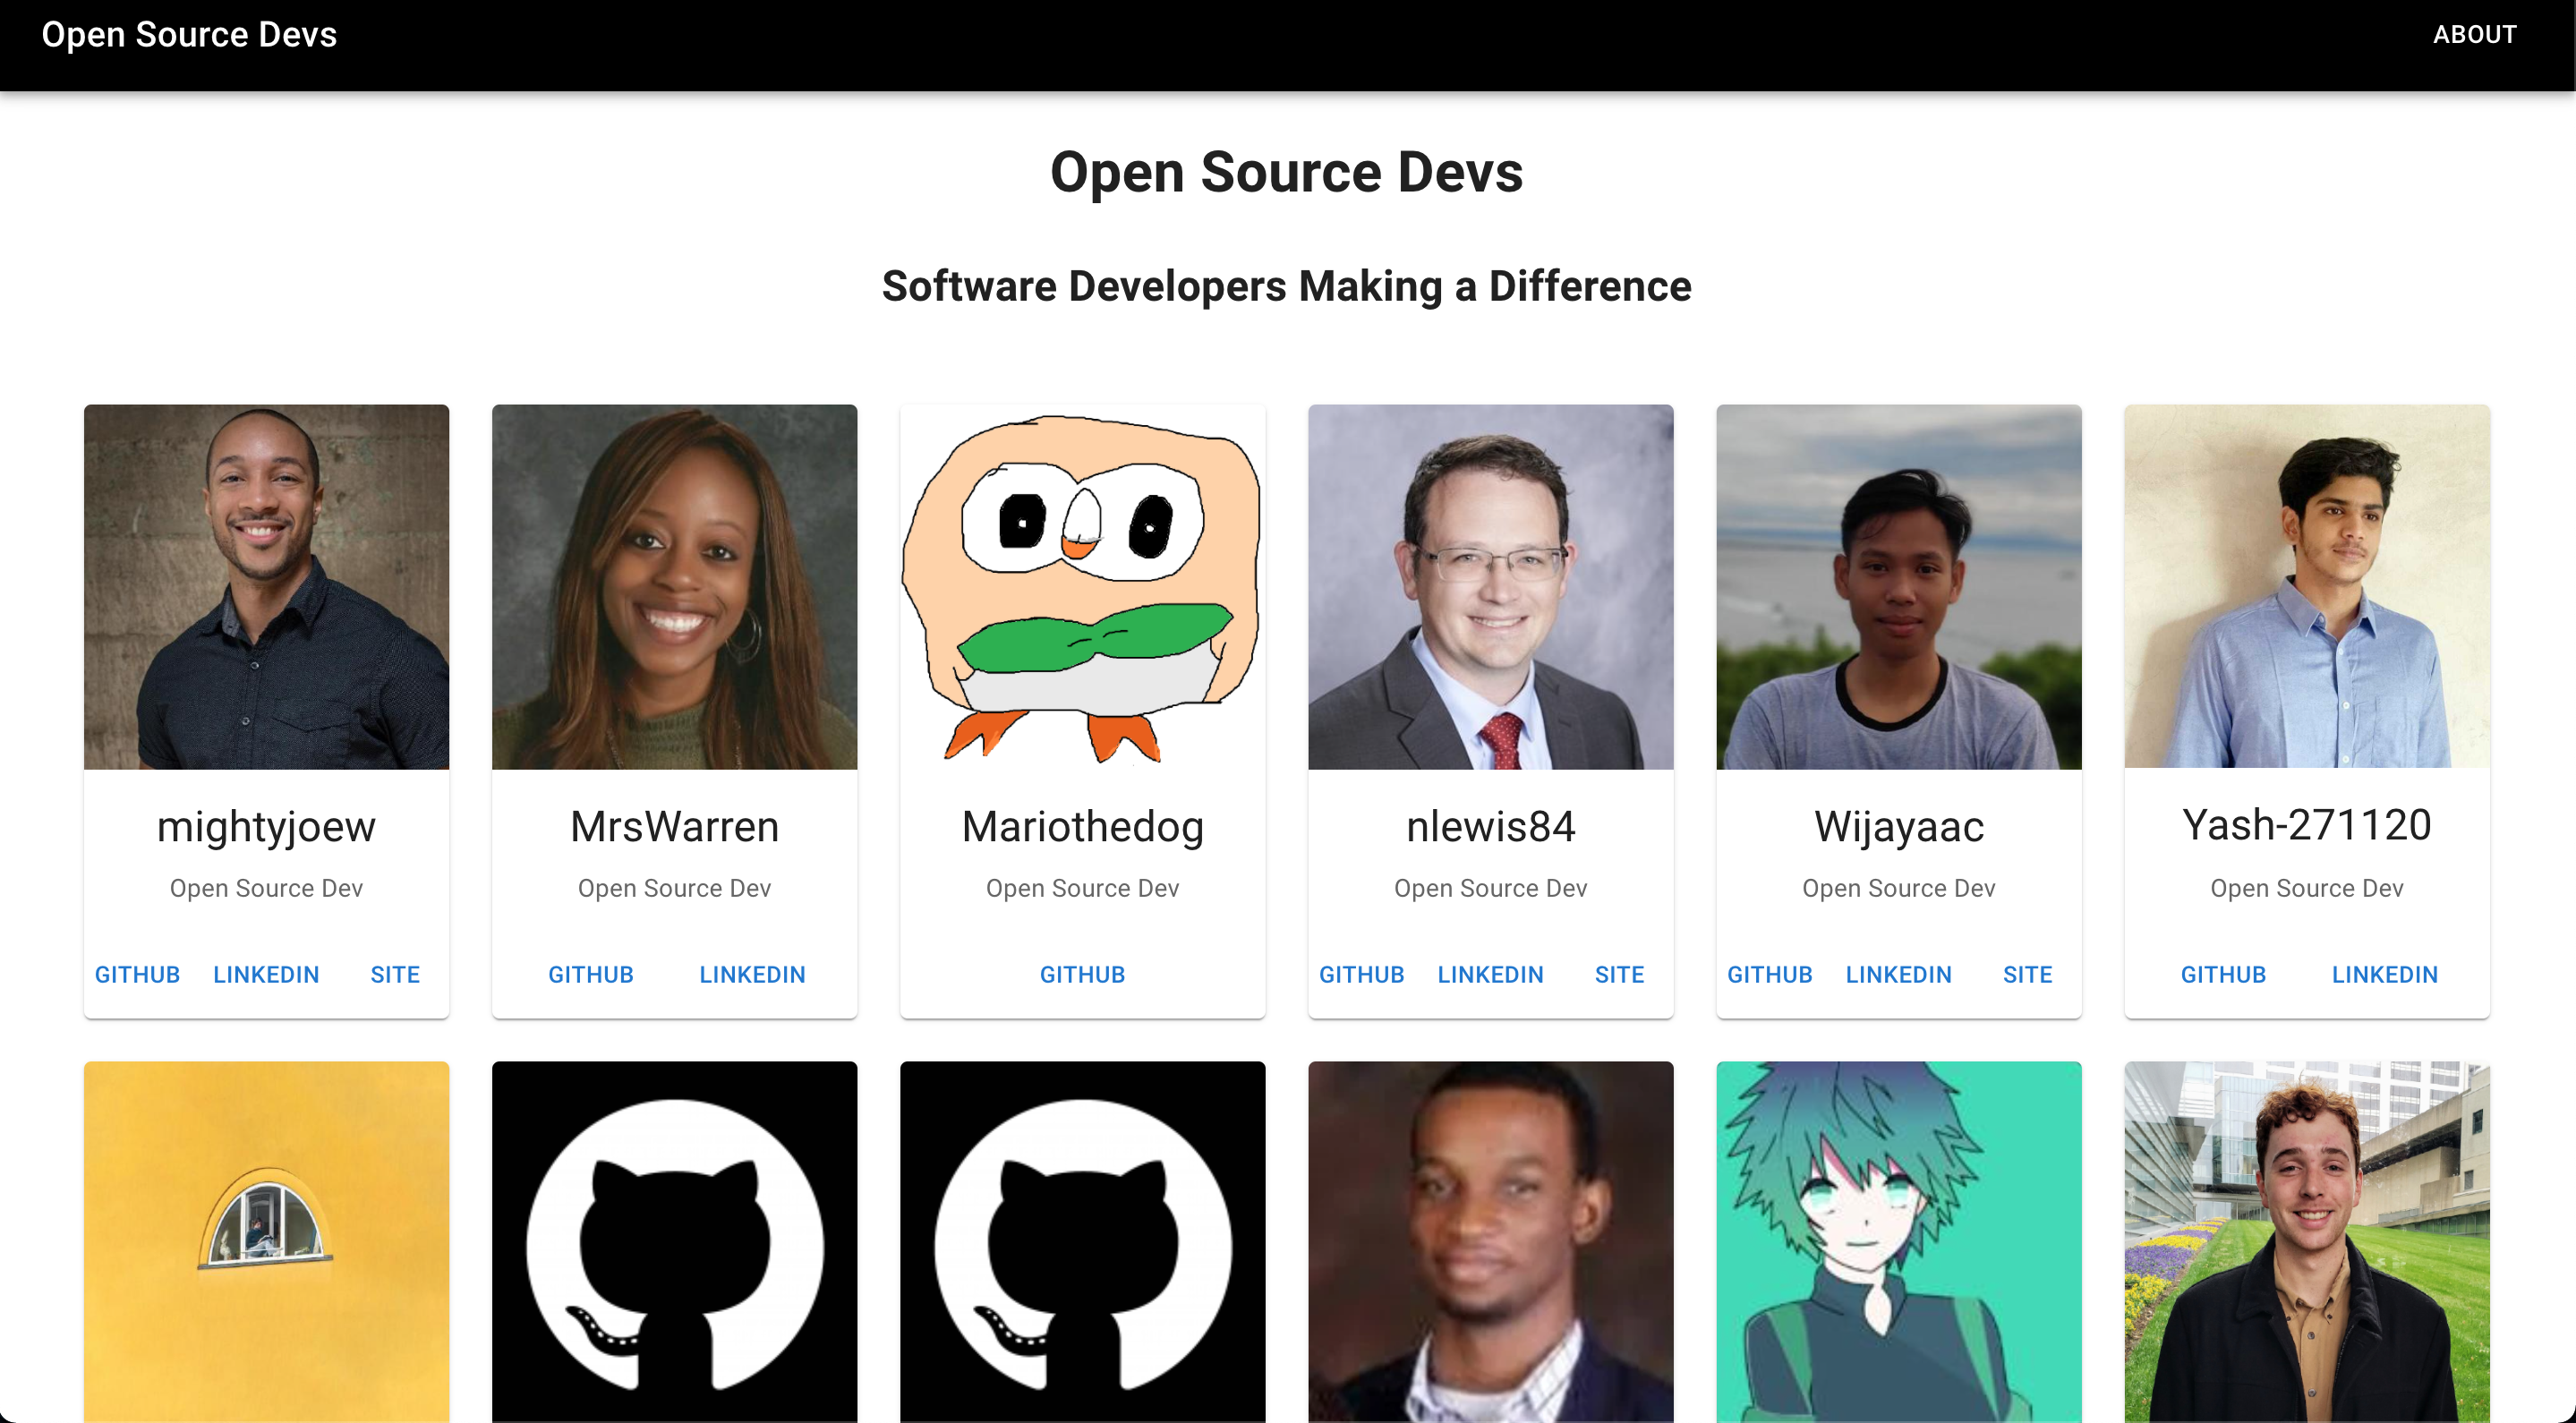 Open Source Devs
ABOUT
Open Source Devs
Software Developers Making a Difference
mightyjoew
Open Source Dev
GITHUB LINKEDIN SITE
MrsWarren
Open Source Dev
GITHUB LINKEDIN
Mariothedog
Open Source Dev
GITHUB
nlewis84
Open Source Dev
GITHUB LINKEDIN SITE
Wijayaac
Open Source Dev
GITHUB LINKEDIN SITE
Yash-271120
Open Source Dev
GITHUB LINKEDIN